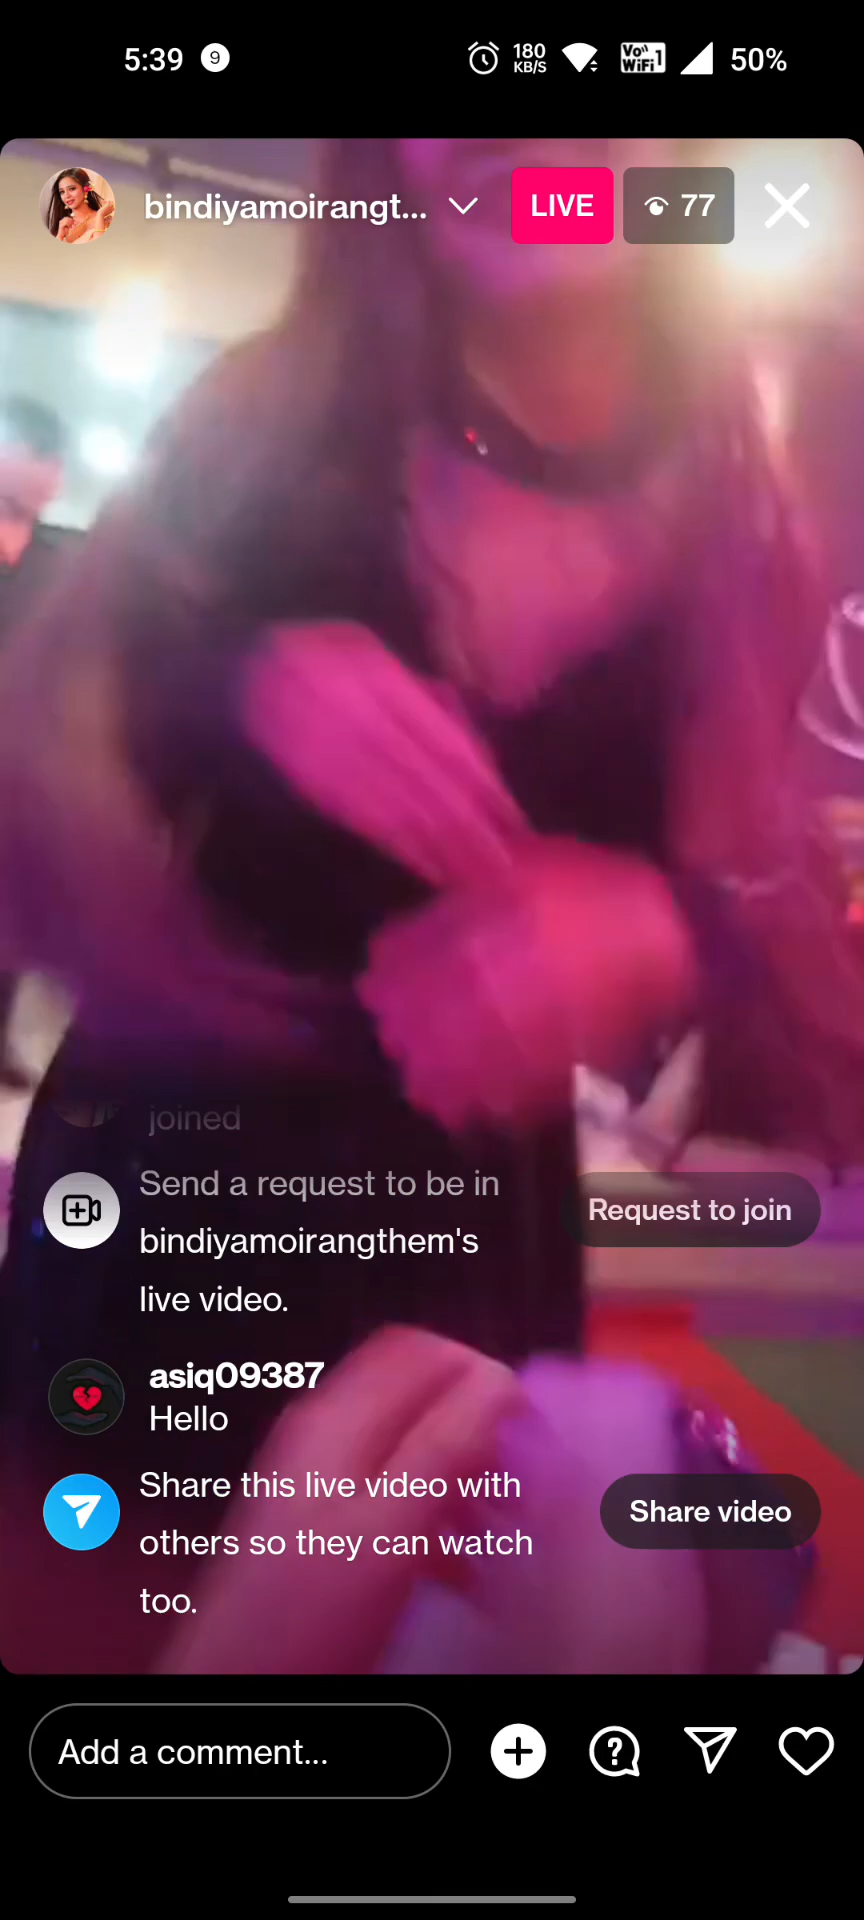 5:39 9 180 KB/S Vo)) WiFi 1 50%
bindiyamoirangt... LIVE 77
joined
Send a request to be in
bindiyamoirangthem's
live video.
Request to join
asiq09387
Hello
Share this live video with
others so they can watch
too.
Share video
Add a comment...